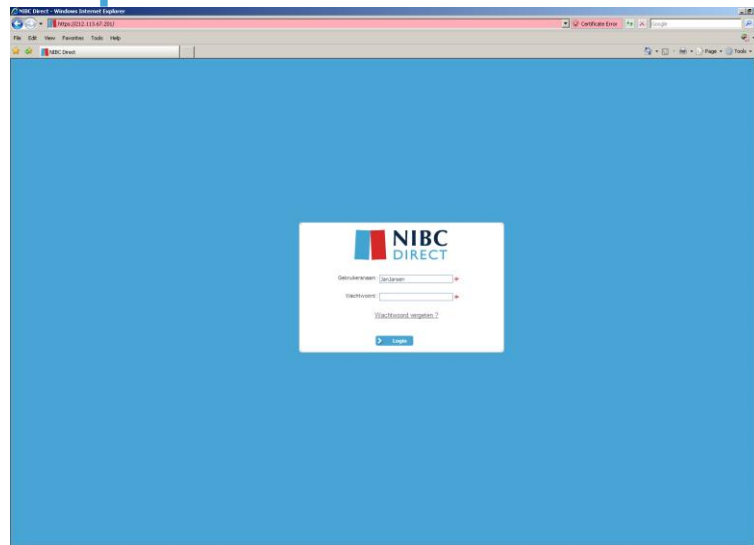 NIBC Direct - Windows Internet Explorer
https://212.113.67.201/
Certificate Error
Google
File Edit View Favorites Tools Help
NIBC Direct
Page Tools
NIBC
DIRECT
Gebruikersnaam JanJansen *
Wachtwoord *
Wachtwoord vergeten ?
Login